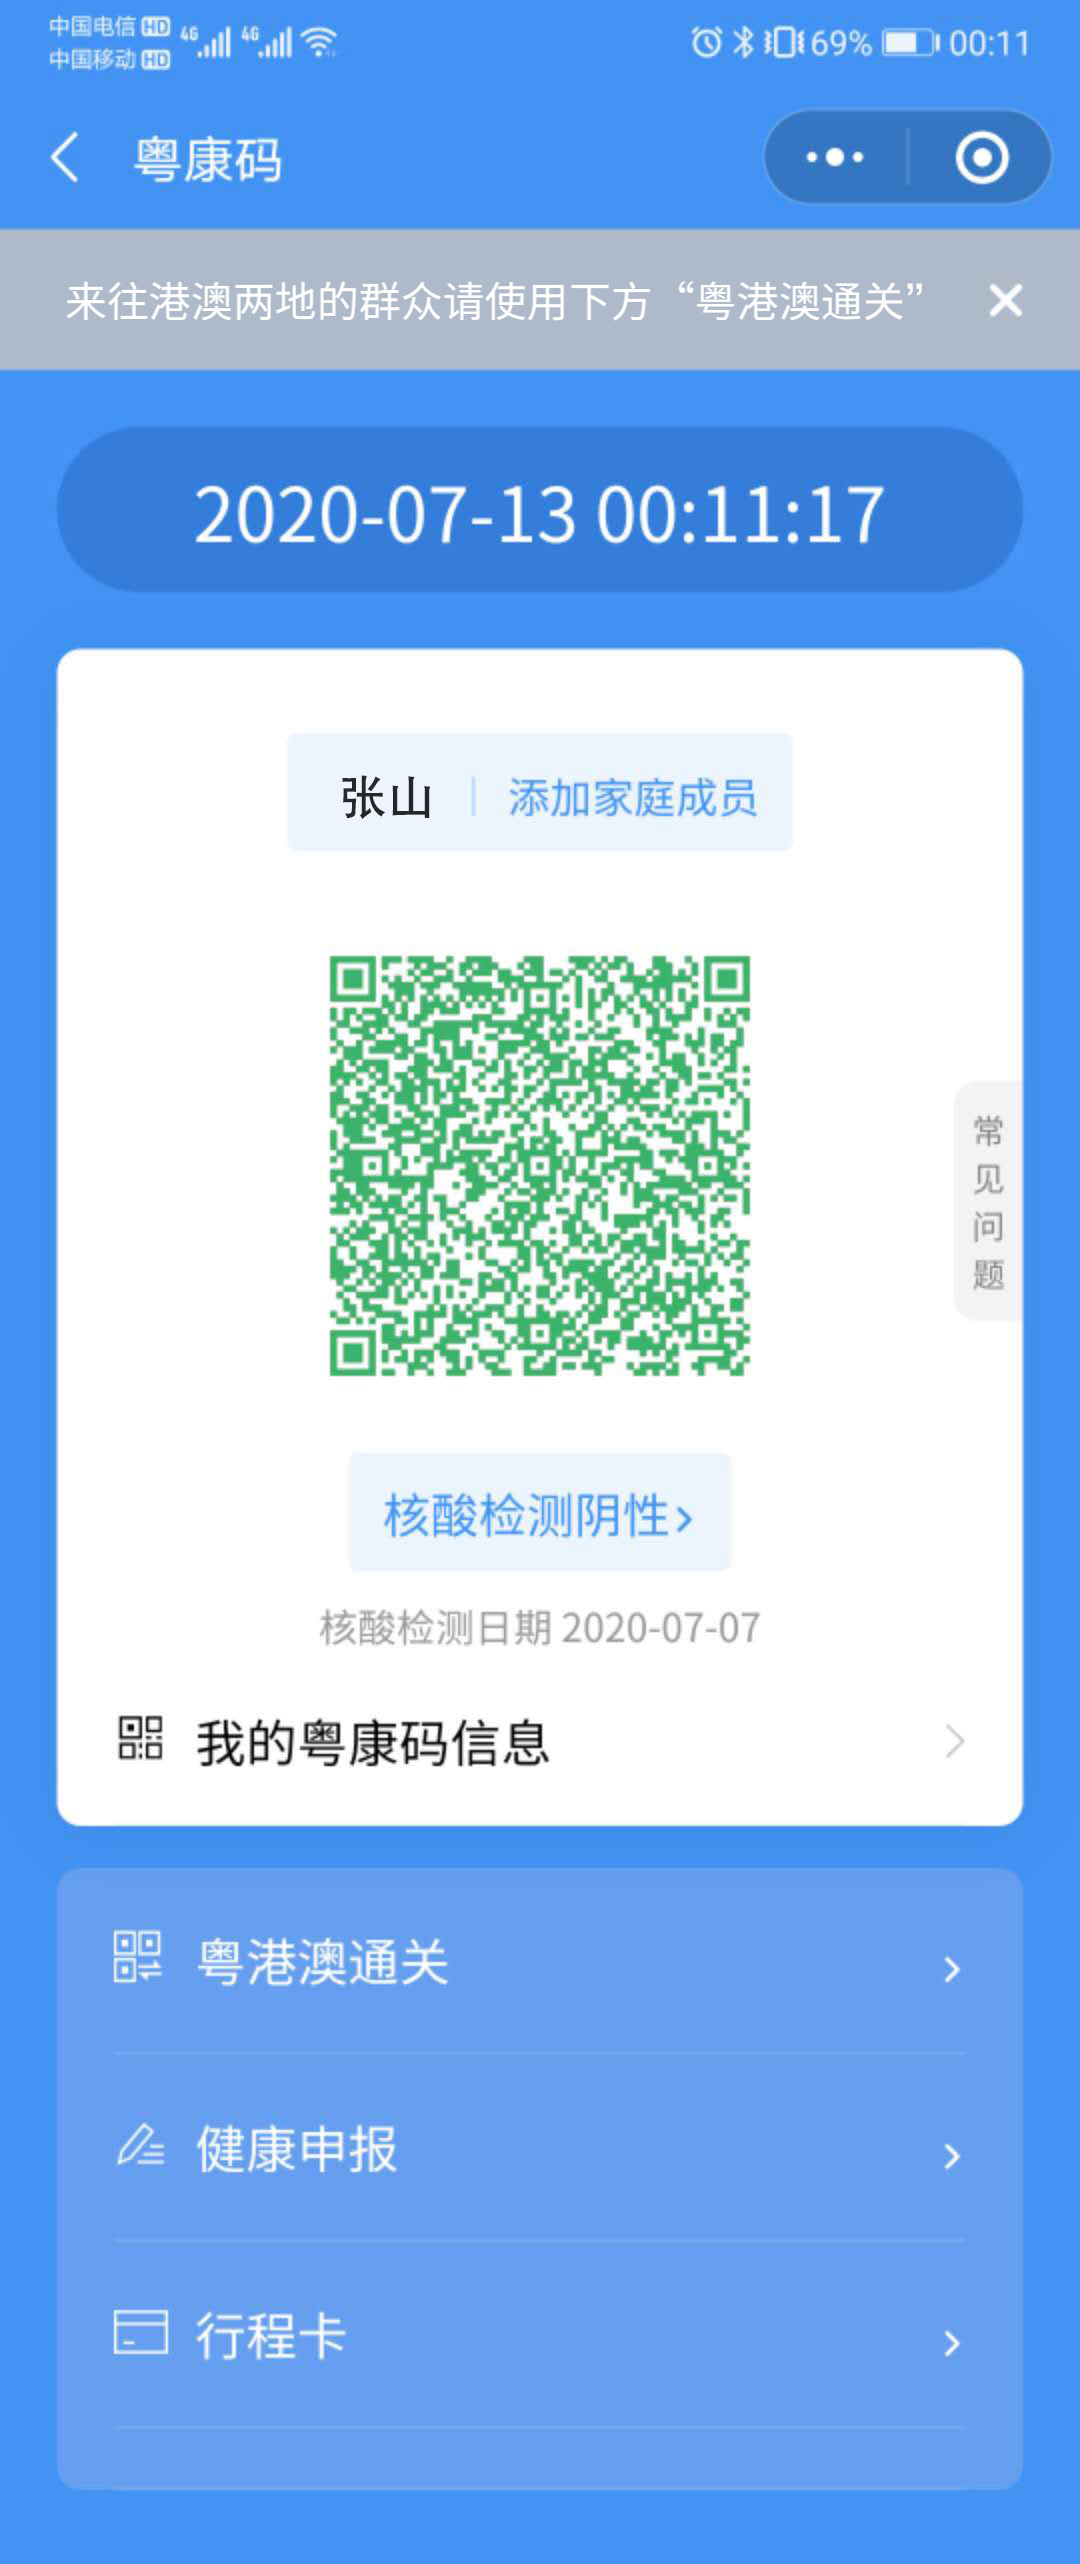 中国电信 HD 4G 4G
中国移动 HD
69% 00:11
粤康码
来往港澳两地的群众请使用下方“粤港澳通关”
2020-07-13 00:11:17
张山 添加家庭成员
常见问题
核酸检测阴性
核酸检测日期 2020-07-07
我的粤康码信息
粤港澳通关
健康申报
行程卡